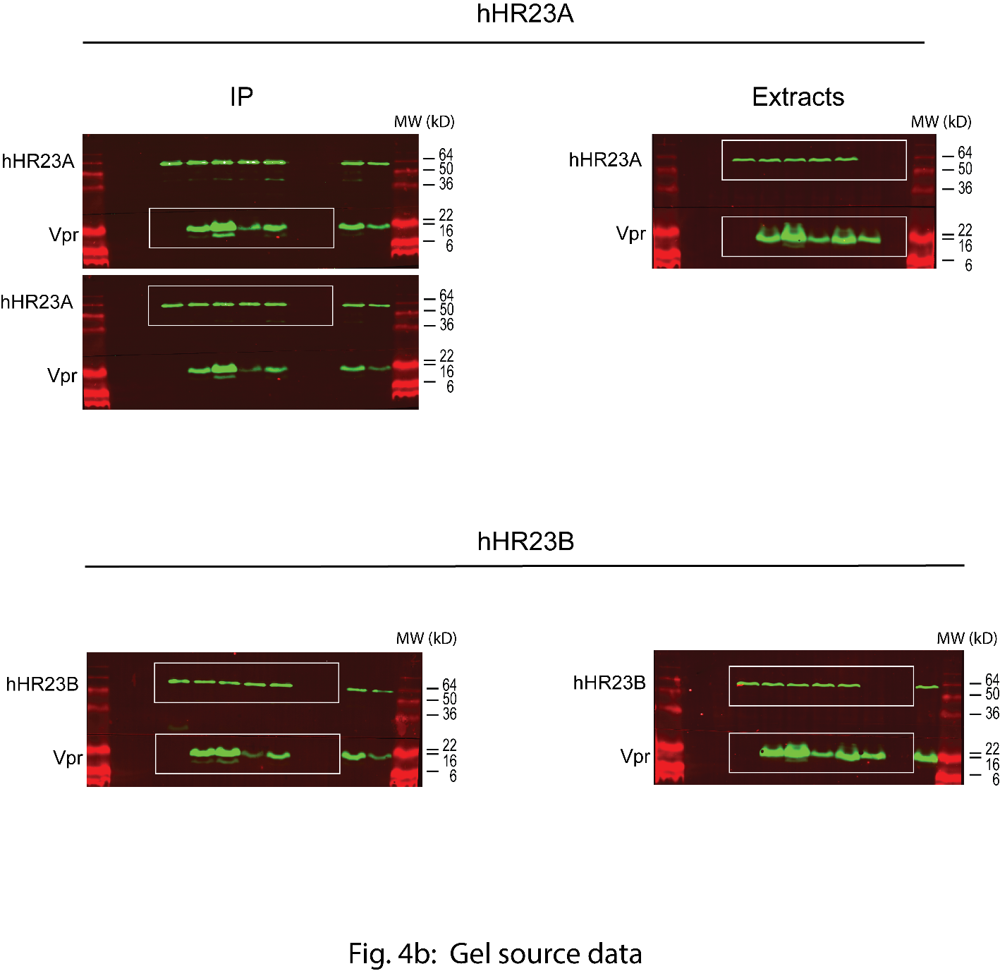 hHR23A
IP
Extracts
MW (kD)
MW (kD)
hHR23A
64
50
36
Vpr
22
16
6
hHR23A
64
50
36
Vpr
22
16
6
hHR23A
64
50
36
Vpr
22
16
6
hHR23B
MW (kD)
MW (kD)
hHR23B
64
50
36
Vpr
22
16
6
hHR23B
64
50
36
Vpr
22
16
6
Fig. 4b: Gel source data